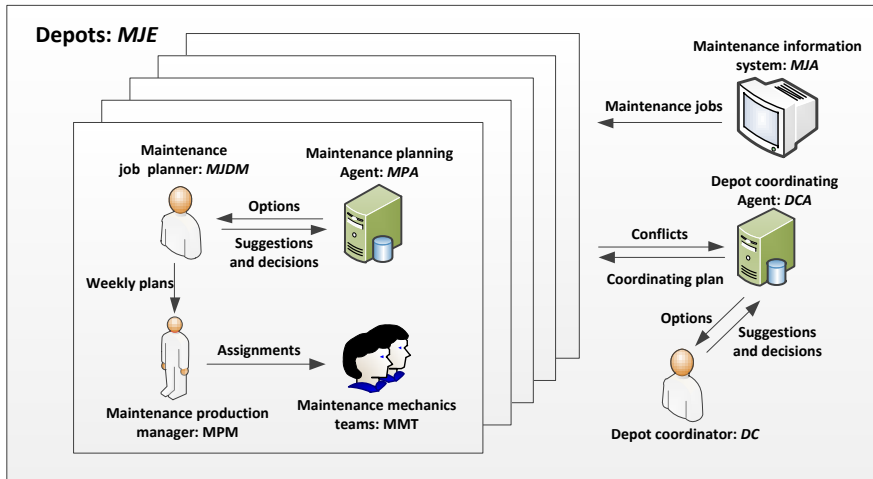 Depots: MJE
Maintenance
job planner: MJDM
Maintenance planning
Agent: MPA
Options
Suggestions
and decisions
Weekly plans
Assignments
Maintenance production
manager: MPM
Maintenance mechanics
teams: MMT
Maintenance information
system: MJA
Maintenance jobs
Depot coordinating
Agent: DCA
Conflicts
Coordinating plan
Options
Suggestions
and decisions
Depot coordinator: DC